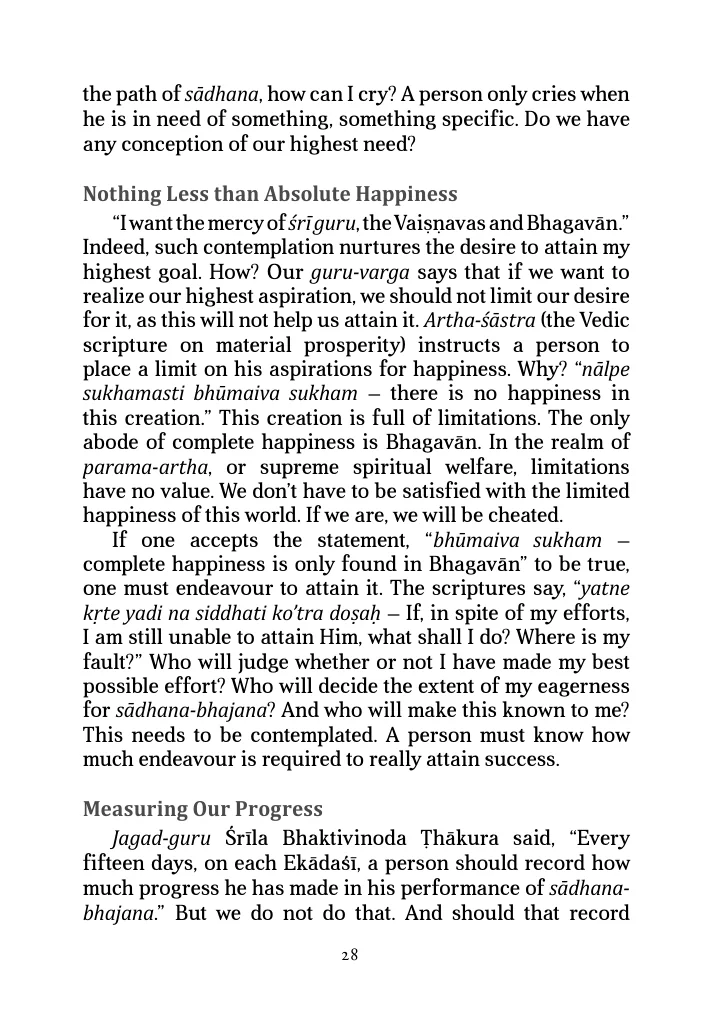 the path of sādhana, how can I cry? A person only cries when
he is in need of something, something specific. Do we have
any conception of our highest need?
Nothing Less than Absolute Happiness
“I want the mercy of śrī guru, the Vaiṣṇavas and Bhagavān.”
Indeed, such contemplation nurtures the desire to attain my
highest goal. How? Our guru-varga says that if we want to
realize our highest aspiration, we should not limit our desire
for it, as this will not help us attain it. Artha-śāstra (the Vedic
scripture on material prosperity) instructs a person to
place a limit on his aspirations for happiness. Why? “nālpe
sukhamasti bhūmaiva sukham – there is no happiness in
this creation.” This creation is full of limitations. The only
abode of complete happiness is Bhagavān. In the realm of
parama-artha, or supreme spiritual welfare, limitations
have no value. We don’t have to be satisfied with the limited
happiness of this world. If we are, we will be cheated.
If one accepts the statement, “bhūmaiva sukham –
complete happiness is only found in Bhagavān” to be true,
one must endeavour to attain it. The scriptures say, “yatne
kṛte yadi na siddhati ko’tra doṣaḥ – If, in spite of my efforts,
I am still unable to attain Him, what shall I do? Where is my
fault?” Who will judge whether or not I have made my best
possible effort? Who will decide the extent of my eagerness
for sādhana-bhajana? And who will make this known to me?
This needs to be contemplated. A person must know how
much endeavour is required to really attain success.
Measuring Our Progress
Jagad-guru Śrīla Bhaktivinoda Ṭhākura said, “Every
fifteen days, on each Ekādaśī, a person should record how
much progress he has made in his performance of sādhana-
bhajana.” But we do not do that. And should that record
28